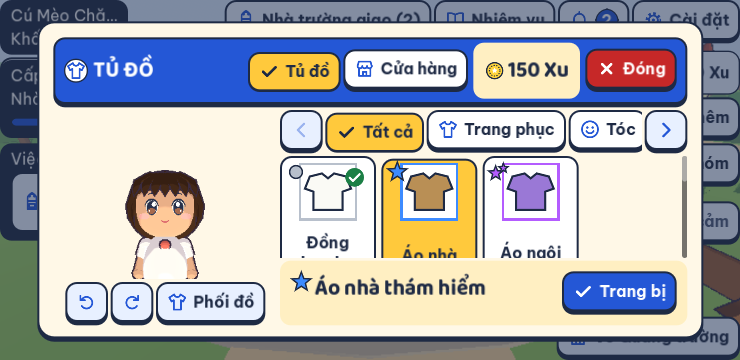 Cú Mèo Chă...
Nhà trường giao (2)
Nhiệm vụ
2
Cài đặt
TỦ ĐỒ
Tủ đồ
Cửa hàng
150 Xu
Đóng
Xu
Cấp
Nhà
Việ
Tất cả
Trang phục
Tóc
Đồng
Áo nhà
Áo ngôi
Áo nhà thám hiểm
Trang bị
Phối đồ